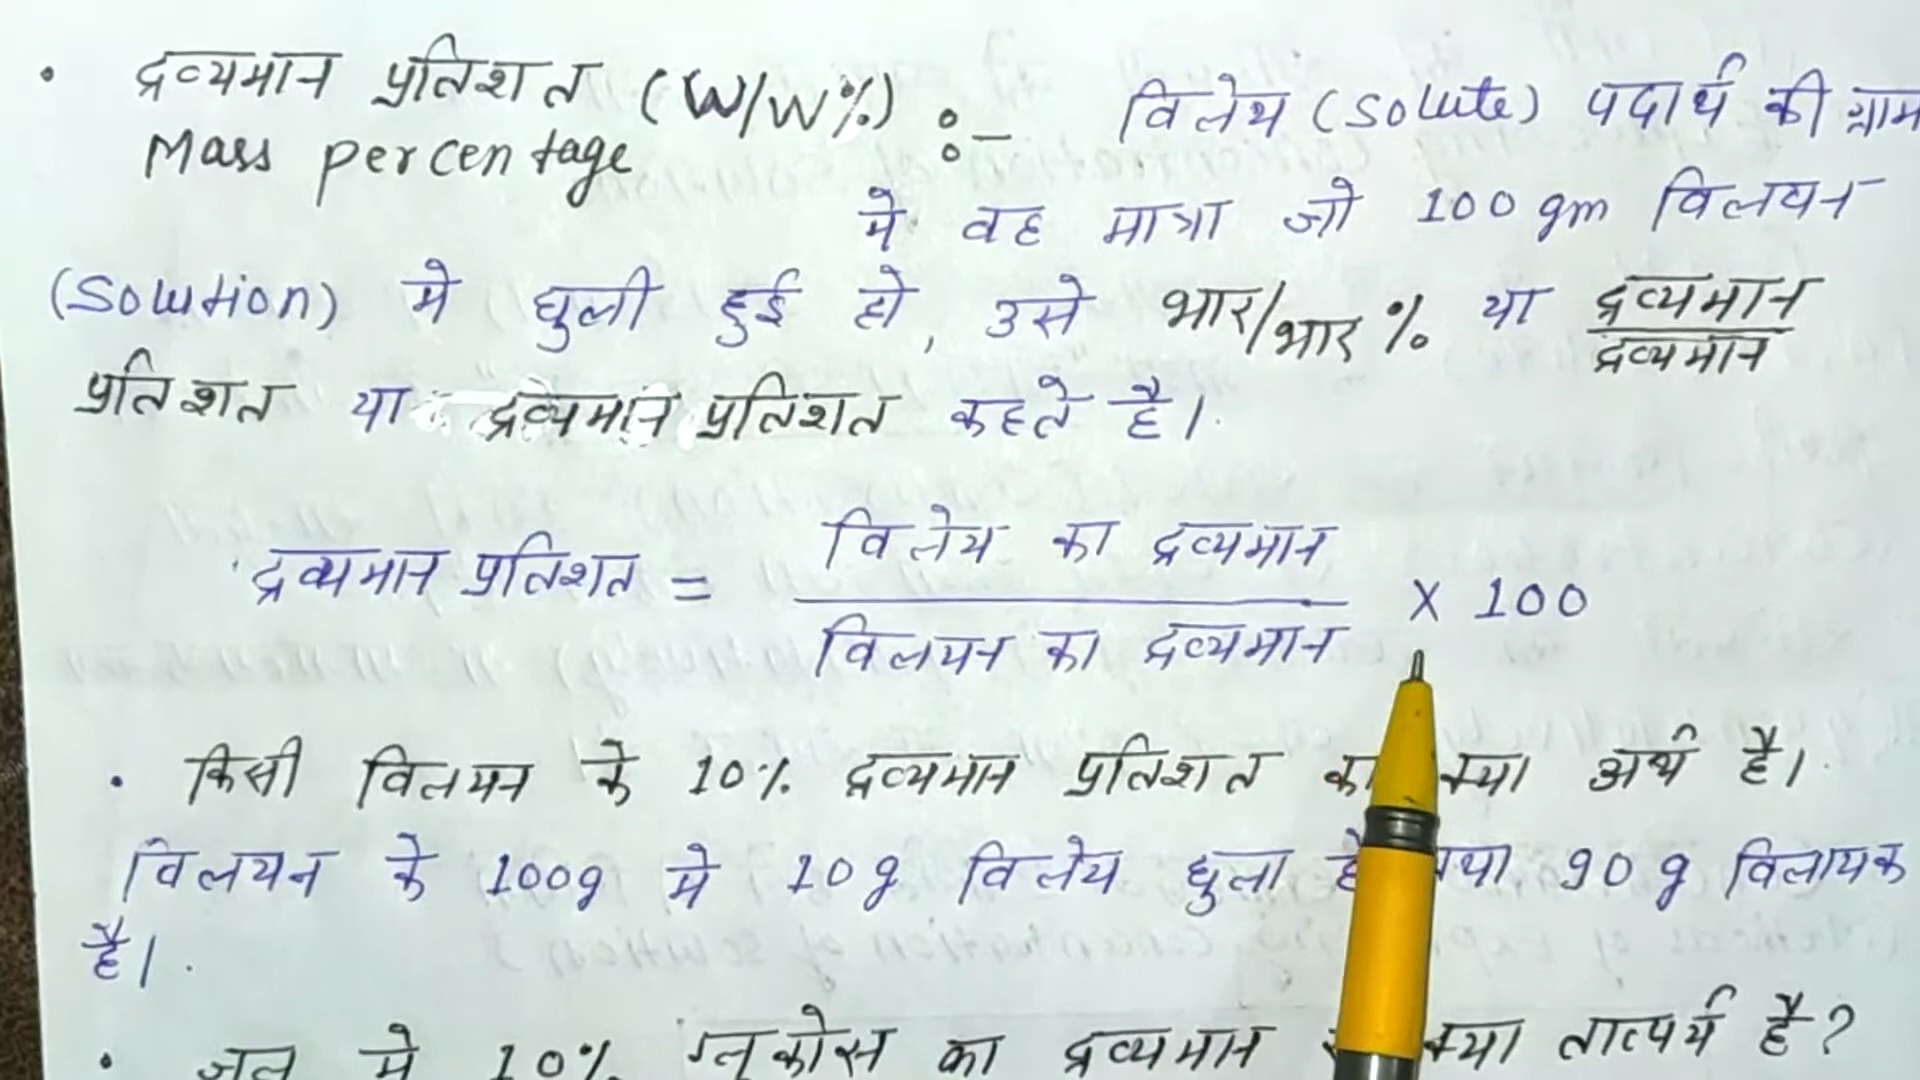 • द्रव्यमान प्रतिशत (W/W%) :- विलेय (Solute) पदार्थ की ग्राम
Mass percentage
मे वह मात्रा जो 100 gm विलयन
(Solution) मे घुली हुई हो, उसे भार/भार % या द्रव्यमान/द्रव्यमान
प्रतिशत या द्रव्यमान प्रतिशत कहते है।
द्रव्यमान प्रतिशत = विलेय का द्रव्यमान / विलयन का द्रव्यमान X 100
• किसी विलयन के 10% द्रव्यमान प्रतिशत का क्या अर्थ है।
विलयन के 100g मे 10g विलेय घुला है तथा 90g विलायक
है।
• जल मे 10% ग्लूकोस का द्रव्यमान क्या तात्पर्य है?